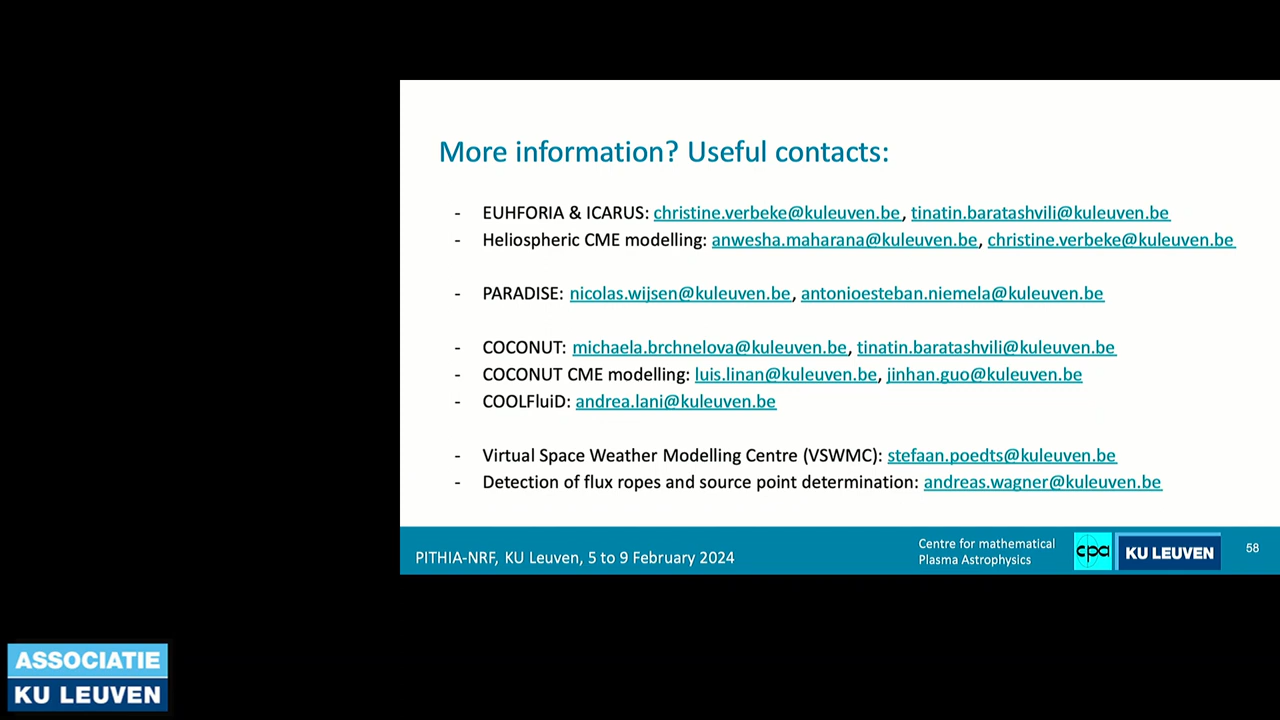 More information? Useful contacts:
- EUHFORIA & ICARUS: christine.verbeke@kuleuven.be, tinatin.baratashvili@kuleuven.be
- Heliospheric CME modelling: anwesha.maharana@kuleuven.be, christine.verbeke@kuleuven.be
- PARADISE: nicolas.wijsen@kuleuven.be, antonioesteban.niemela@kuleuven.be
- COCONUT: michaela.brchnelova@kuleuven.be, tinatin.baratashvili@kuleuven.be
- COCONUT CME modelling: luis.linan@kuleuven.be, jinhan.guo@kuleuven.be
- COOLFluiD: andrea.lani@kuleuven.be
- Virtual Space Weather Modelling Centre (VSWMC): stefaan.poedts@kuleuven.be
- Detection of flux ropes and source point determination: andreas.wagner@kuleuven.be
PITHIA-NRF, KU Leuven, 5 to 9 February 2024
Centre for mathematical
Plasma Astrophysics
cpa
KU LEUVEN
58
ASSOCIATIE
KU LEUVEN